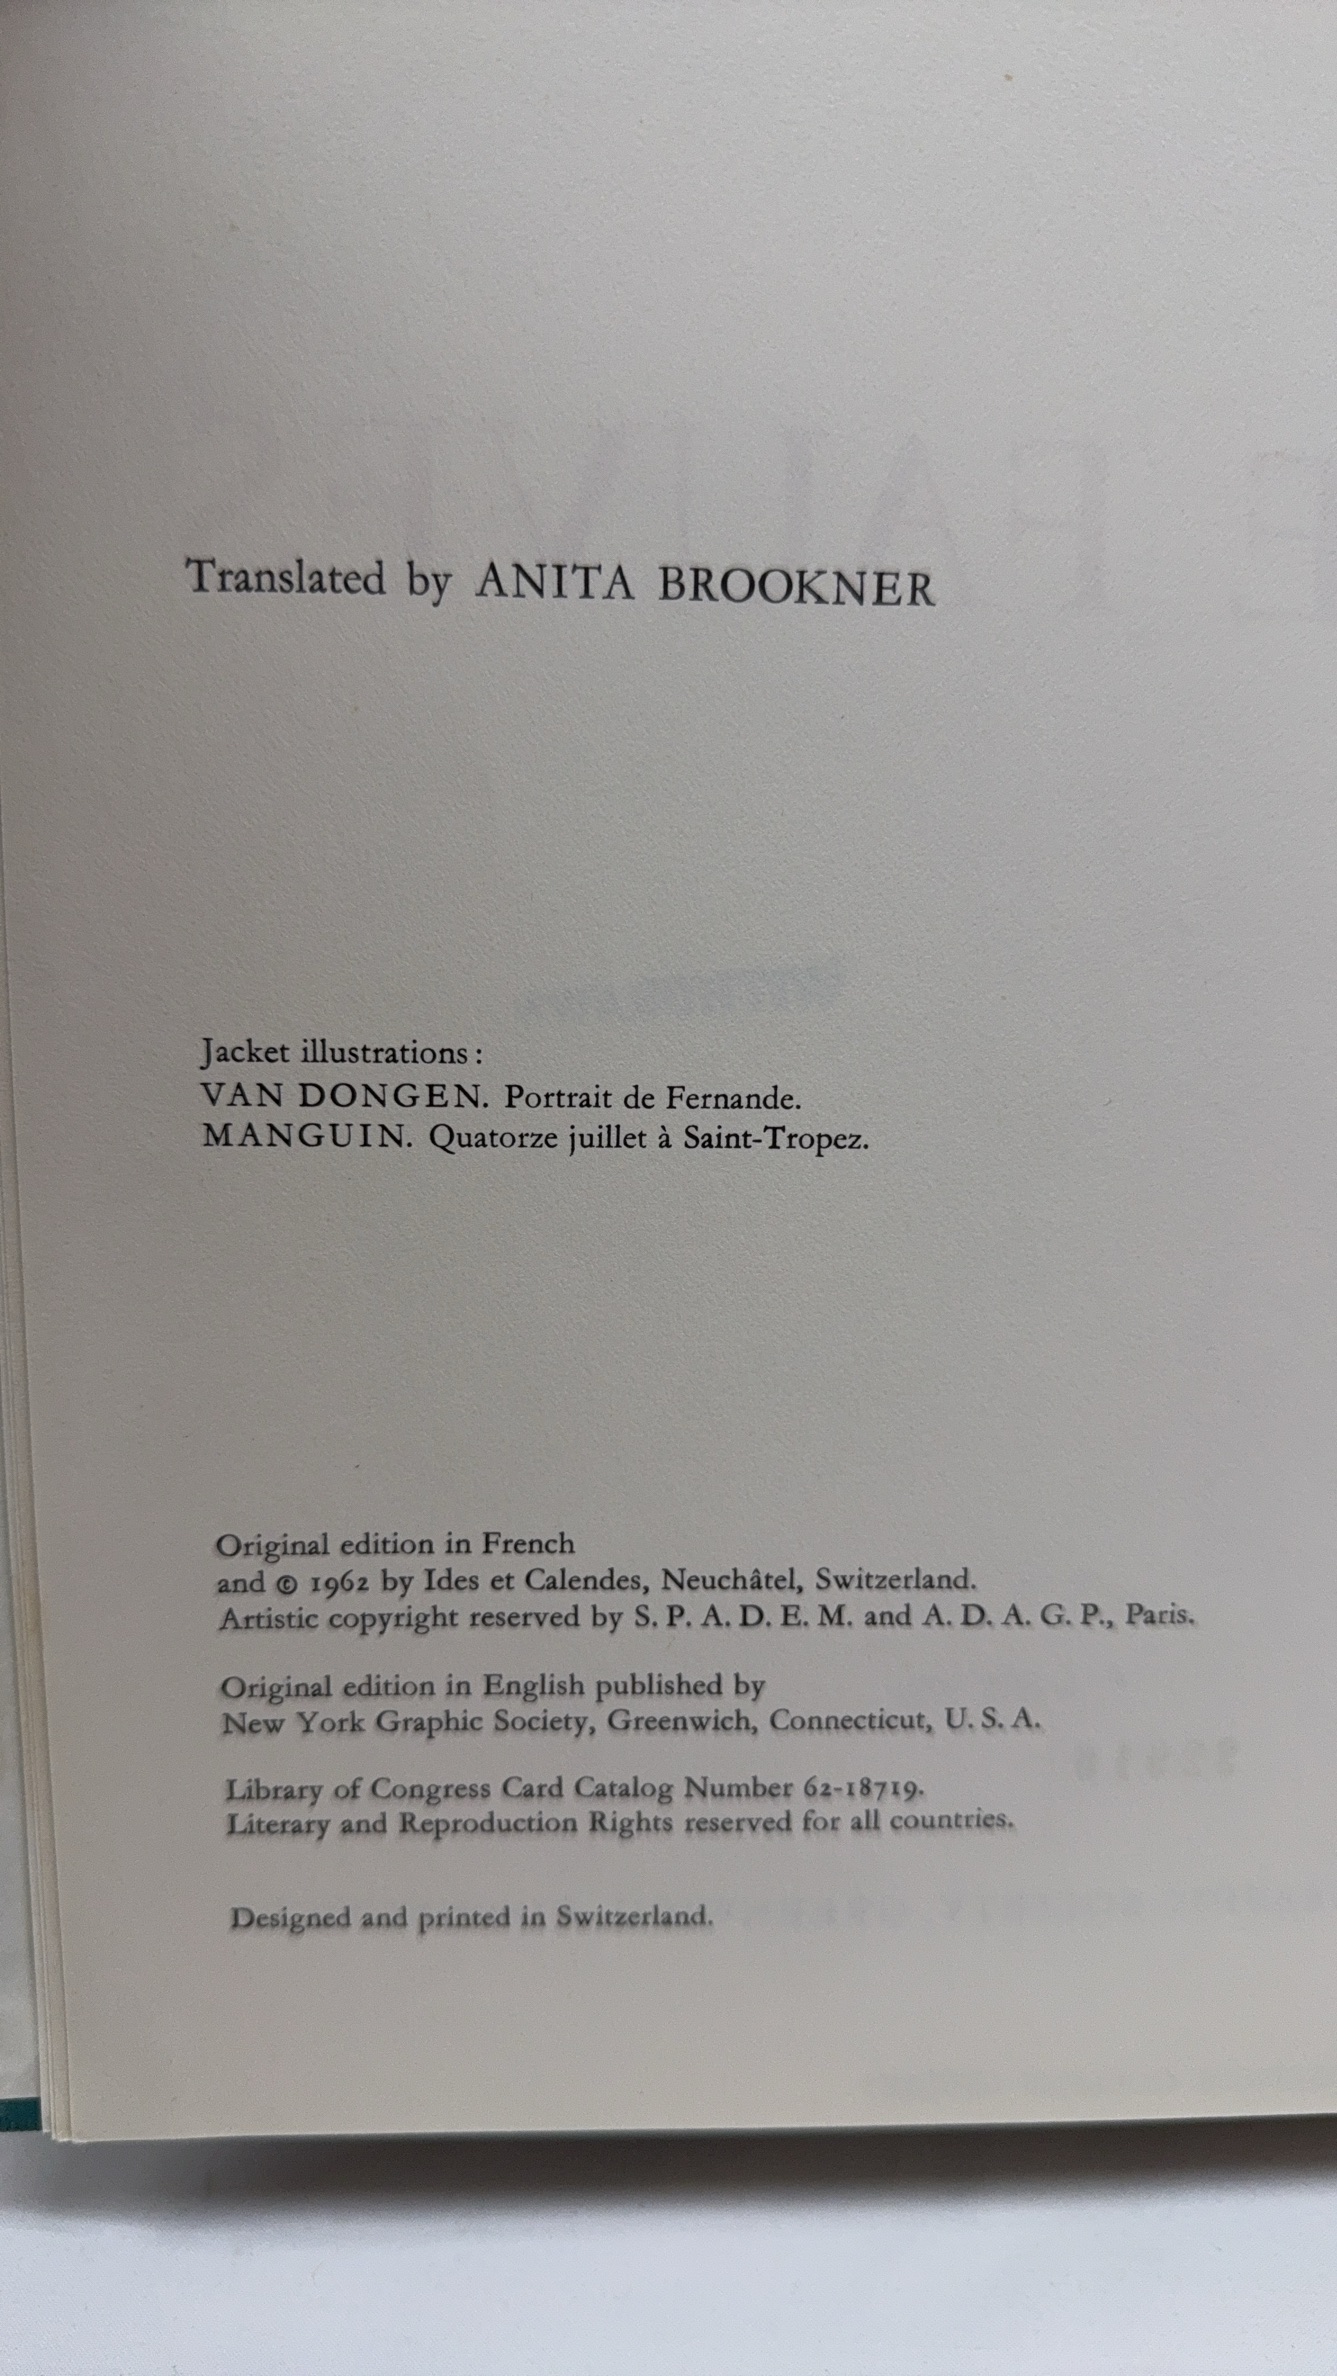 Translated by ANITA BROOKNER
Jacket illustrations:
VAN DONGEN. Portrait de Fernande.
MANGUIN. Quatorze juillet à Saint-Tropez.
Original edition in French
and © 1962 by Ides et Calendes, Neuchâtel, Switzerland.
Artistic copyright reserved by S. P. A. D. E. M. and A. D. A. G. P., Paris.
Original edition in English published by
New York Graphic Society, Greenwich, Connecticut, U. S. A.
Library of Congress Card Catalog Number 62-18719.
Literary and Reproduction Rights reserved for all countries.
Designed and printed in Switzerland.